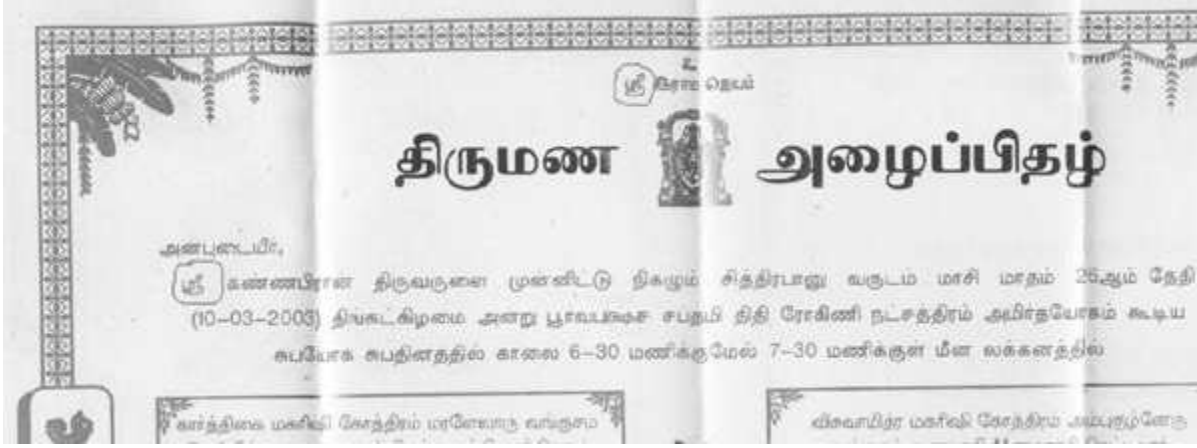 உ
ஸ்ரீ ராம ஜெயம்
திருமண அழைப்பிதழ்
அன்புடையீர்,
ஸ்ரீ கண்ணபிரான் திருவருளை முன்னிட்டு நிகழும் சித்திரபானு வருடம் மாசி மாதம் 26ஆம் தேதி
(10-03-2003) திங்கட்கிழமை அன்று பூர்வபக்ஷ சப்தமி திதி ரோகிணி நட்சத்திரம் அமிர்தயோகம் கூடிய
சுபயோக சுபதினத்தில் காலை 6-30 மணிக்குமேல் 7-30 மணிக்குள் மீன லக்கனத்தில்
கார்த்திகை மகரிஷி கோத்திரம்
விசுவாமித்ர மகரிஷி கோத்திரம்